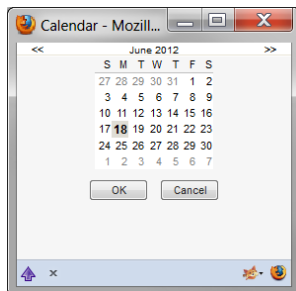 Calendar - Mozill...
<< June 2012 >>
S M T W T F S
27 28 29 30 31 1 2
3 4 5 6 7 8 9
10 11 12 13 14 15 16
17 18 19 20 21 22 23
24 25 26 27 28 29 30
1 2 3 4 5 6 7
OK Cancel